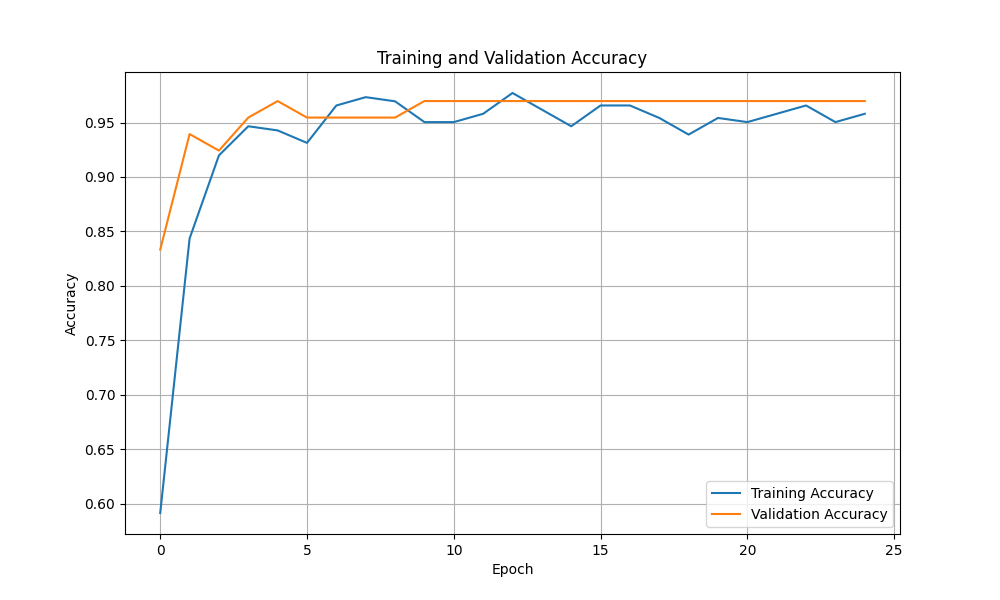 Training and Validation Accuracy
Accuracy
0.95
0.90
0.85
0.80
0.75
0.70
0.65
0.60
0
5
10
15
20
25
Epoch
Training Accuracy
Validation Accuracy